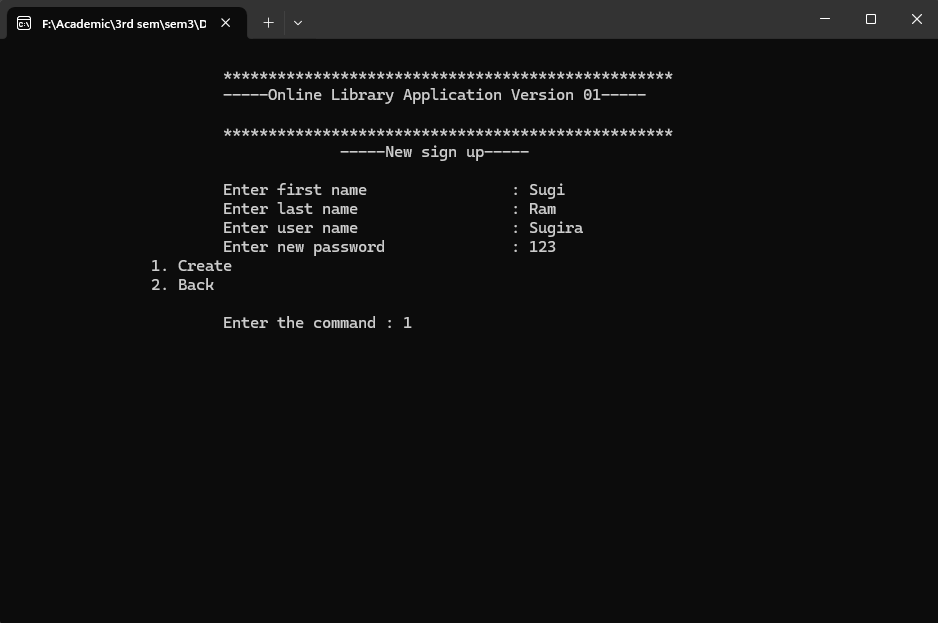 F:\Academic\3rd sem\sem3\D
**************************************************
-----Online Library Application Version 01-----
**************************************************
-----New sign up-----
Enter first name : Sugi
Enter last name : Ram
Enter user name : Sugira
Enter new password : 123
1. Create
2. Back
Enter the command : 1